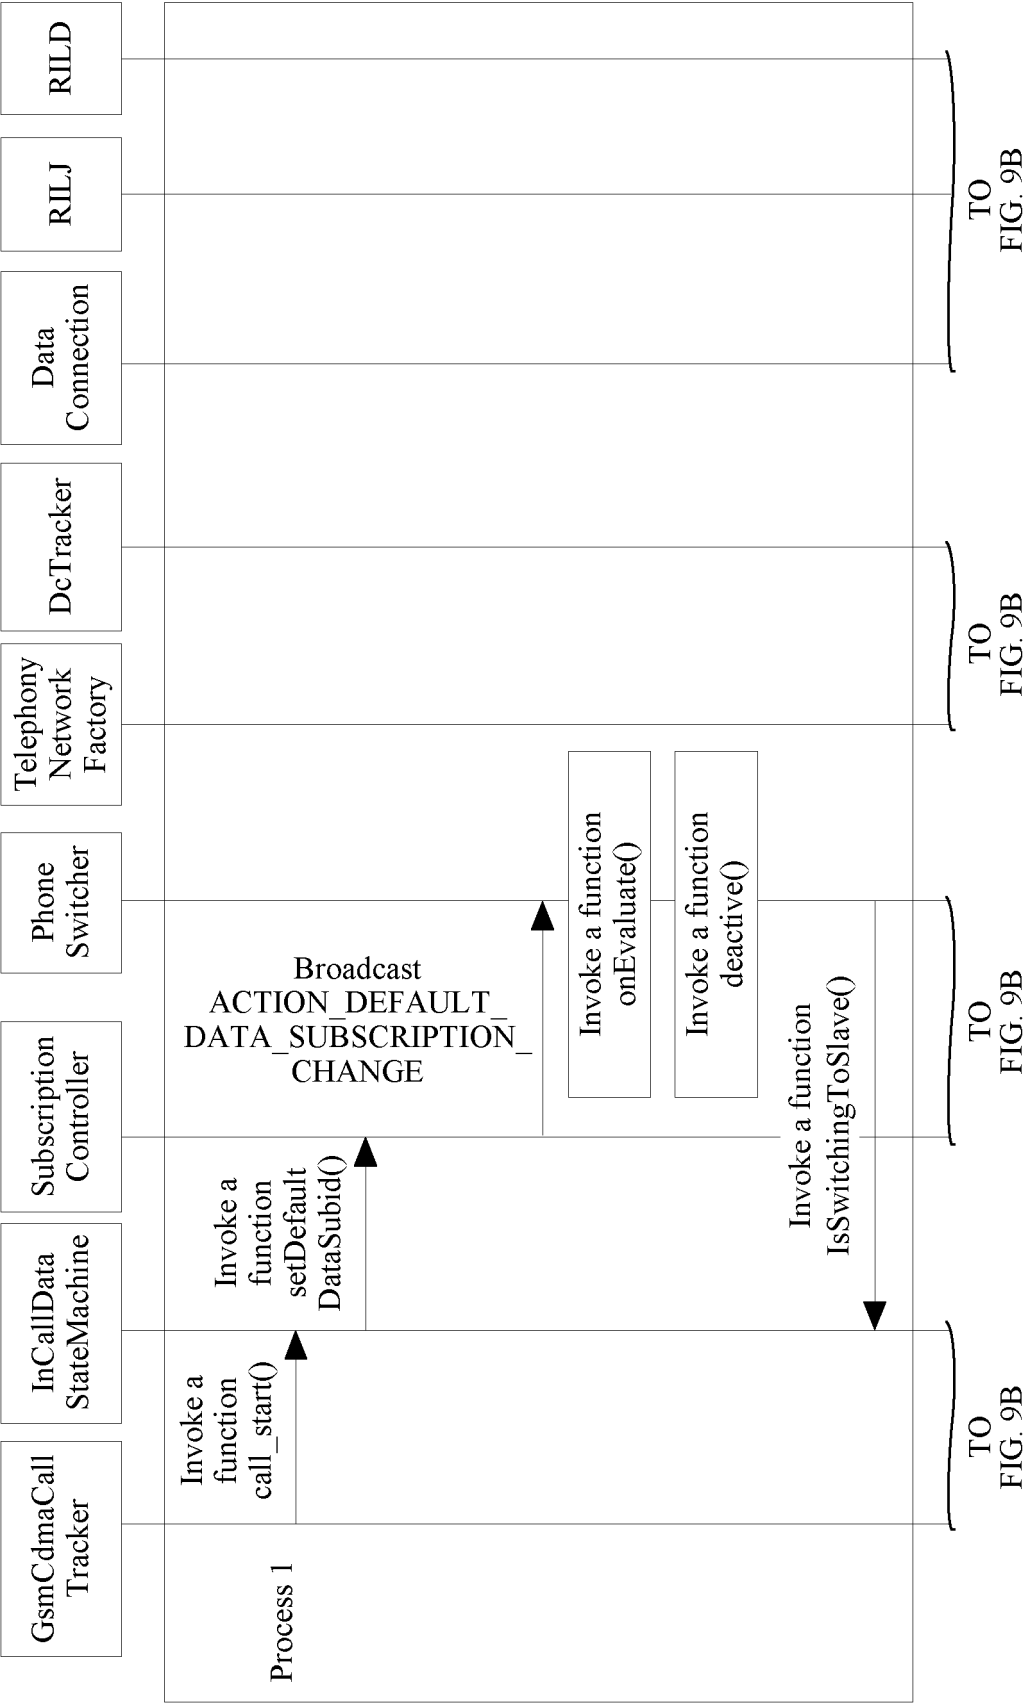 GsmCdmaCall
Tracker
InCallData
StateMachine
Subscription
Controller
Phone
Switcher
Telephony
Network
Factory
DcTracker
Data
Connection
RILJ
RILD
Process 1
Invoke a
function
call_start()
Invoke a
function
setDefault
DataSubid()
Broadcast
ACTION_DEFAULT_
DATA_SUBSCRIPTION_
CHANGE
Invoke a function
onEvaluate()
Invoke a function
deactive()
Invoke a function
IsSwitchingToSlave()
TO
FIG. 9B
TO
FIG. 9B
TO
FIG. 9B
TO
FIG. 9B